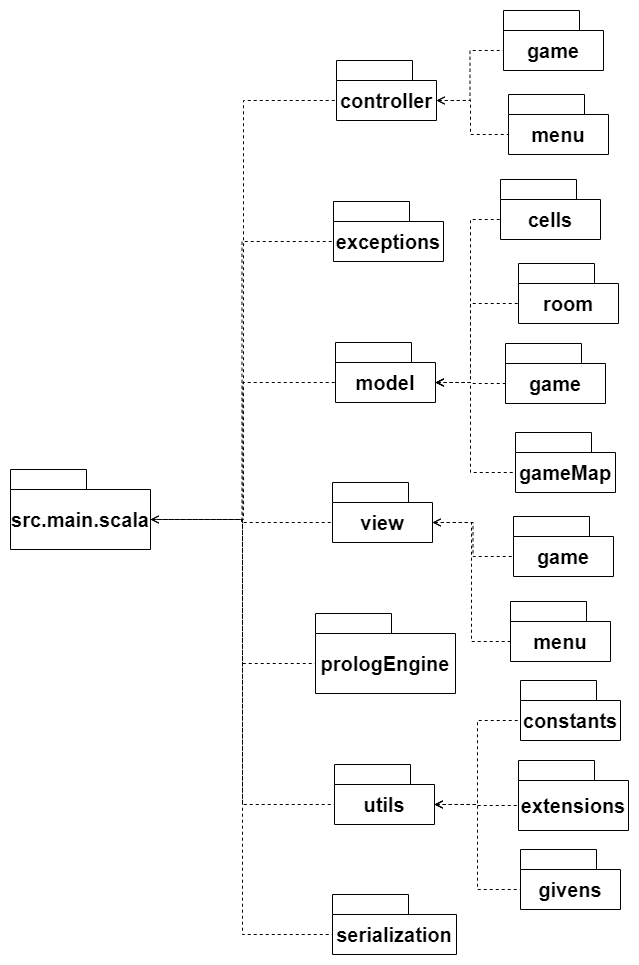 game
controller
menu
cells
exceptions
room
model
game
gameMap
src.main.scala
view
game
menu
prologEngine
constants
utils
extensions
givens
serialization